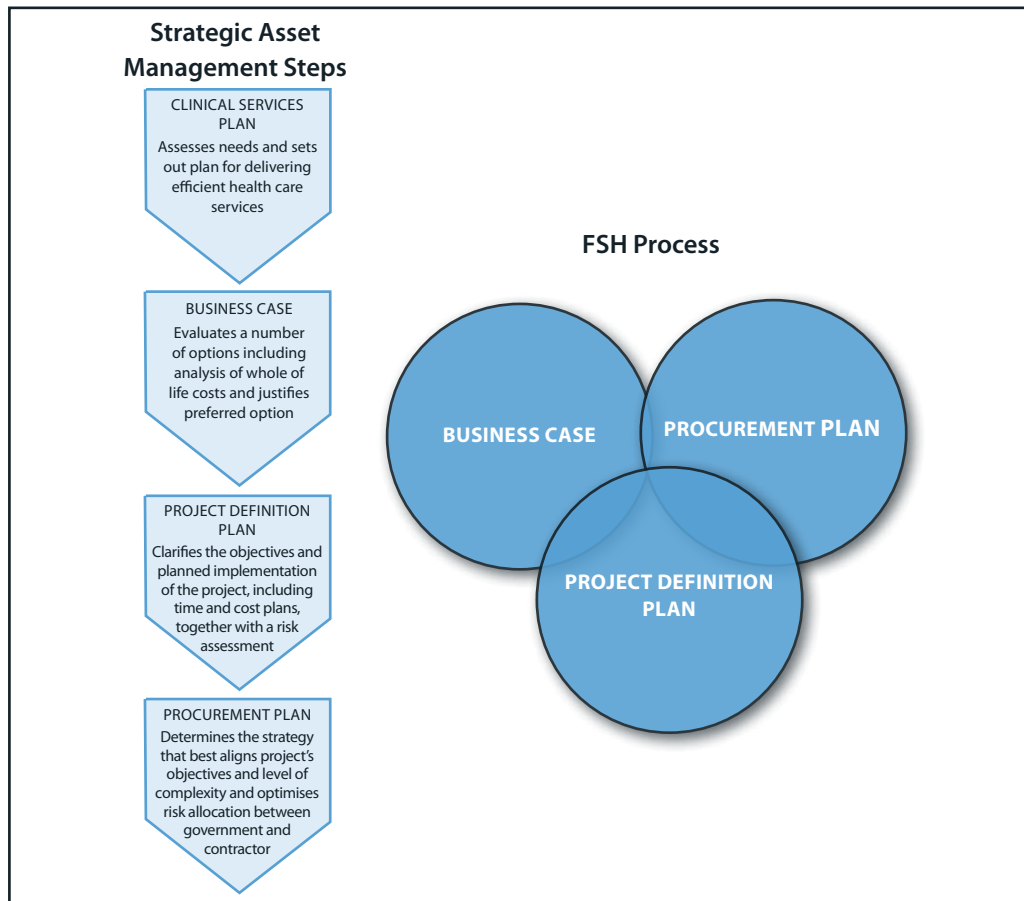 Strategic Asset
Management Steps
CLINICAL SERVICES
PLAN
Assesses needs and sets
out plan for delivering
efficient health care
services
BUSINESS CASE
Evaluates a number
of options including
analysis of whole of
life costs and justifies
preferred option
PROJECT DEFINITION
PLAN
Clarifies the objectives and
planned implementation
of the project, including
time and cost plans,
together with a risk
assessment
PROCUREMENT PLAN
Determines the strategy
that best aligns project's
objectives and level of
complexity and optimises
risk allocation between
government and
contractor
FSH Process
BUSINESS CASE
PROCUREMENT PLAN
PROJECT DEFINITION
PLAN